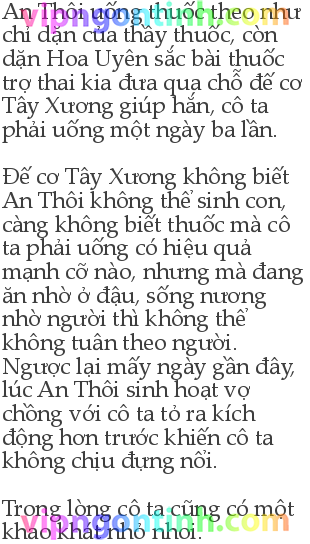 An Thôi uống thuốc theo như
chỉ dặn của thầy thuốc, còn
dặn Hoa Uyên sắc bài thuốc
trợ thai kia đưa qua chỗ đế cơ
Tây Xương giúp hắn, cô ta
phải uống một ngày ba lần.
Đế cơ Tây Xương không biết
An Thôi không thể sinh con,
càng không biết thuốc mà cô
ta phải uống có hiệu quả
mạnh cỡ nào, nhưng mà đang
ăn nhờ ở đậu, sống nương
nhờ người thì không thể
không tuân theo người.
Ngược lại mấy ngày gần đây,
lúc An Thôi sinh hoạt vợ
chồng với cô ta tỏ ra kích
động hơn trước khiến cô ta
không chịu đựng nổi.
Trong lòng cô ta cũng có một
khao khát nhỏ nhoi.
vipngontinh.com
vipngontinh.com